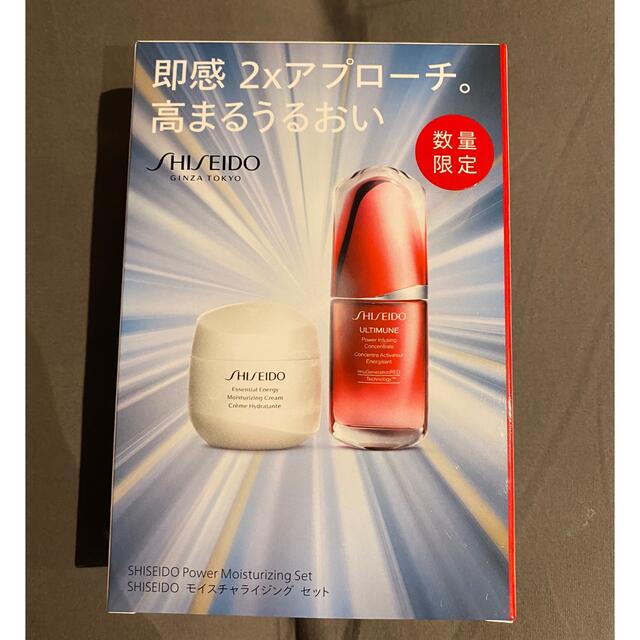 即感 2xアプローチ。
高まるうるおい
数量
限定
SHISEIDO
GINZA TOKYO
SHISEIDO
ULTIMUNE
Power Infusing
Concentrate
Concentré Activateur
Énergisant
ImuGenerationRED
Technology™
SHISEIDO
Essential Energy
Moisturizing Cream
Crème Hydratante
SHISEIDO Power Moisturizing Set
SHISEIDO モイスチャライジング セット